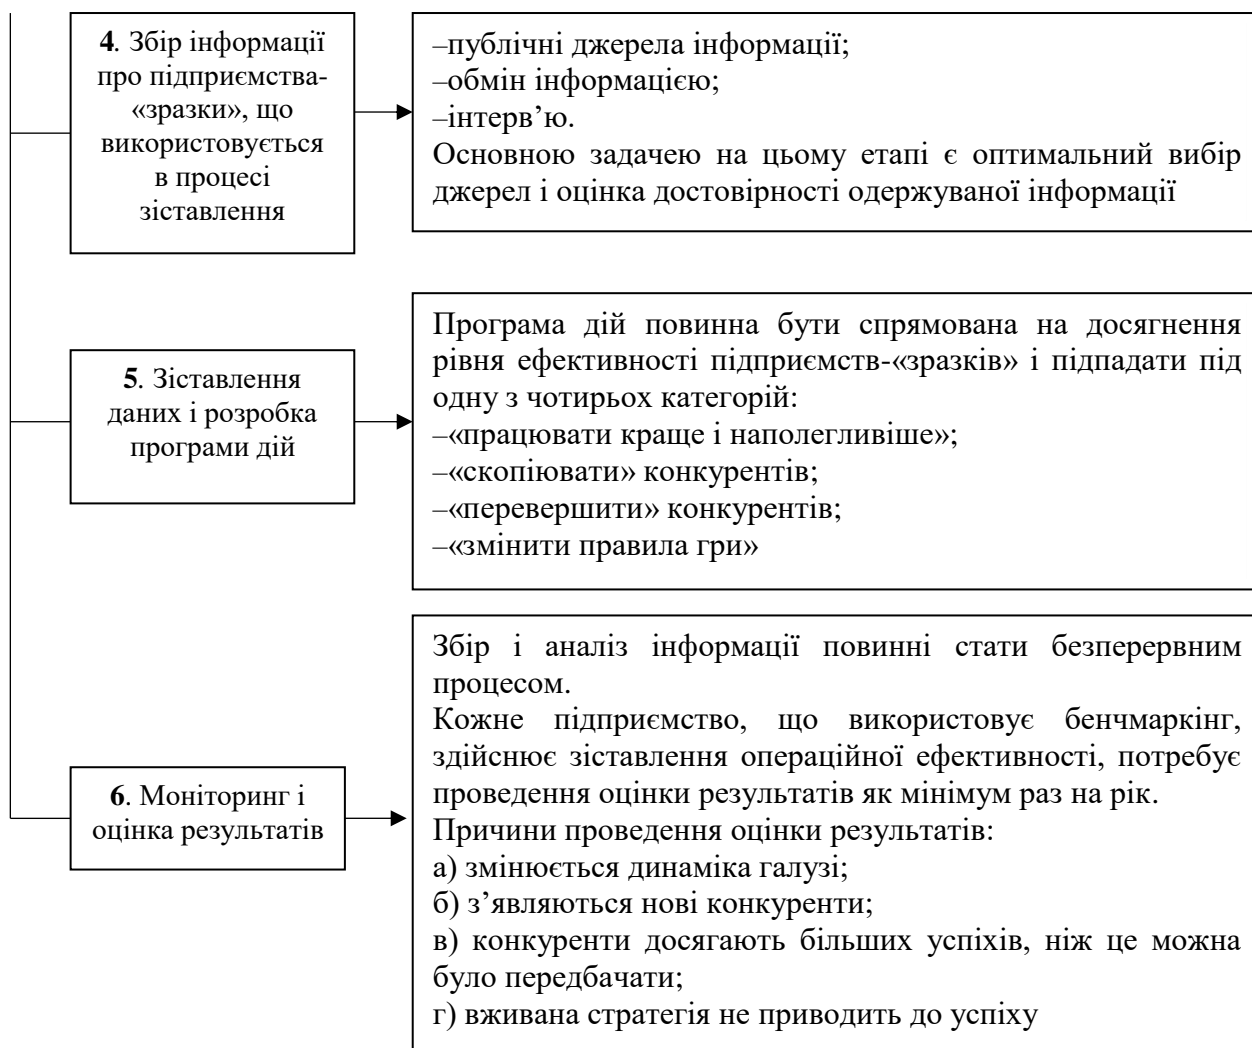 4. Збір інформації
про підприємства-
«зразки», що
використовується
в процесі
зіставлення
–публічні джерела інформації;
–обмін інформацією;
–інтерв’ю.
Основною задачею на цьому етапі є оптимальний вибір
джерел і оцінка достовірності одержуваної інформації
5. Зіставлення
даних і розробка
програми дій
Програма дій повинна бути спрямована на досягнення
рівня ефективності підприємств-«зразків» і підпадати під
одну з чотирьох категорій:
–«працювати краще і наполегливіше»;
–«скопіювати» конкурентів;
–«перевершити» конкурентів;
–«змінити правила гри»
6. Моніторинг і
оцінка результатів
Збір і аналіз інформації повинні стати безперервним
процесом.
Кожне підприємство, що використовує бенчмаркінг,
здійснює зіставлення операційної ефективності, потребує
проведення оцінки результатів як мінімум раз на рік.
Причини проведення оцінки результатів:
а) змінюється динаміка галузі;
б) з’являються нові конкуренти;
в) конкуренти досягають більших успіхів, ніж це можна
було передбачати;
г) вживана стратегія не приводить до успіху